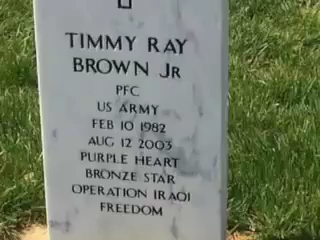 TIMMY RAY
BROWN JR
PFC
US ARMY
FEB 10 1982
AUG 12 2003
PURPLE HEART
BRONZE STAR
OPERATION IRAQI
FREEDOM